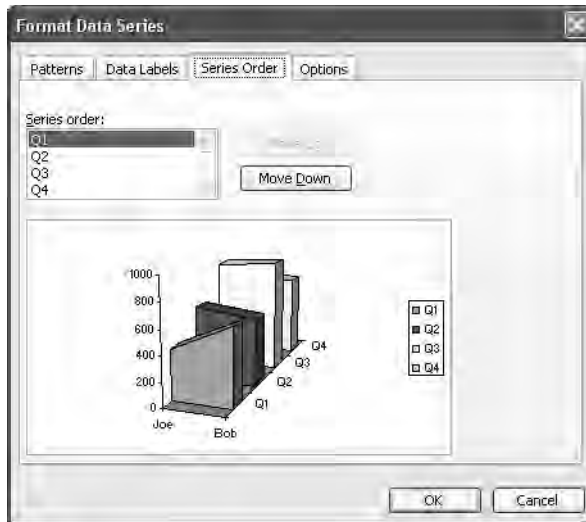 Format Data Series
Patterns
Data Labels
Series Order
Options
Series order:
Q1
Q2
Q3
Q4
Move Down
1000
800
600
400
200
0
Joe
Bob
Q1
Q2
Q3
Q4
Q1
Q2
Q3
Q4
OK
Cancel